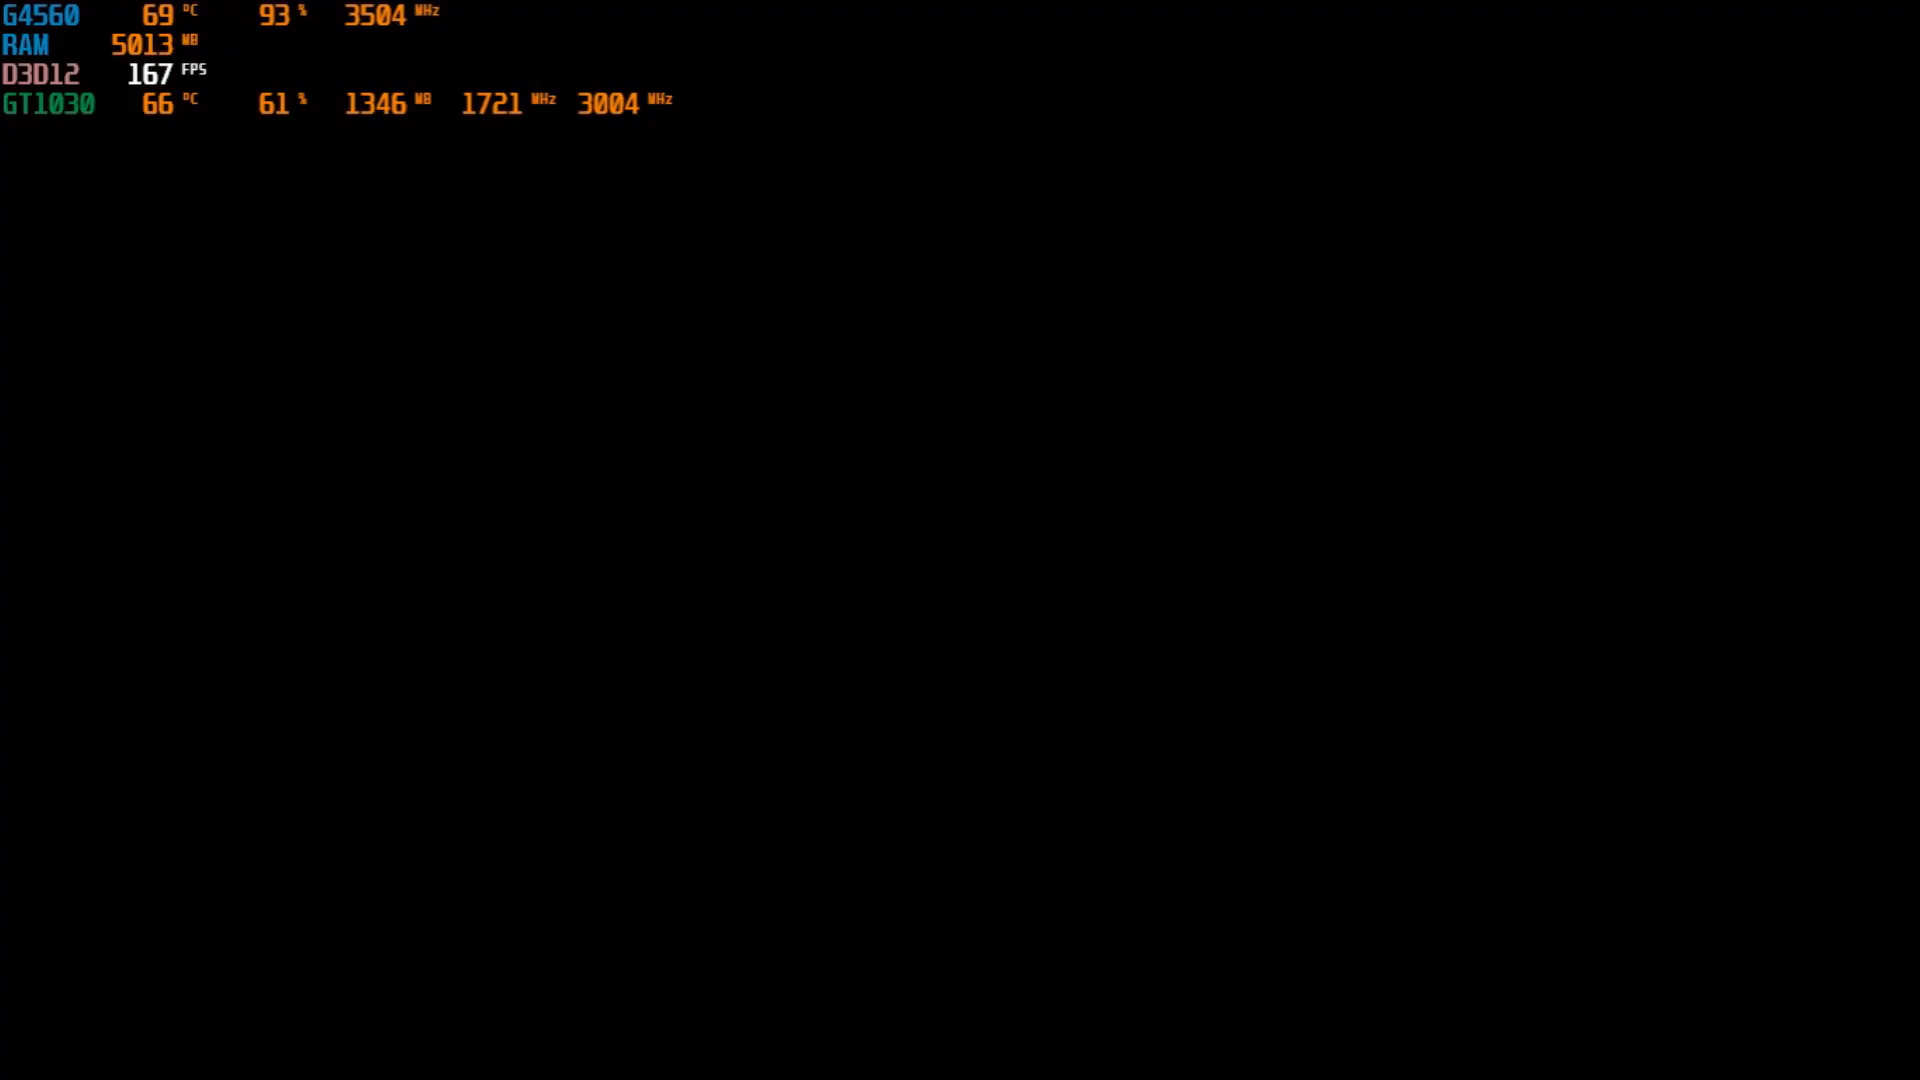 G4560 69 °C 93 % 3504 MHz
RAM 5013 MB
D3D12 167 FPS
GT1030 66 °C 61 % 1346 MB 1721 MHz 3004 MHz